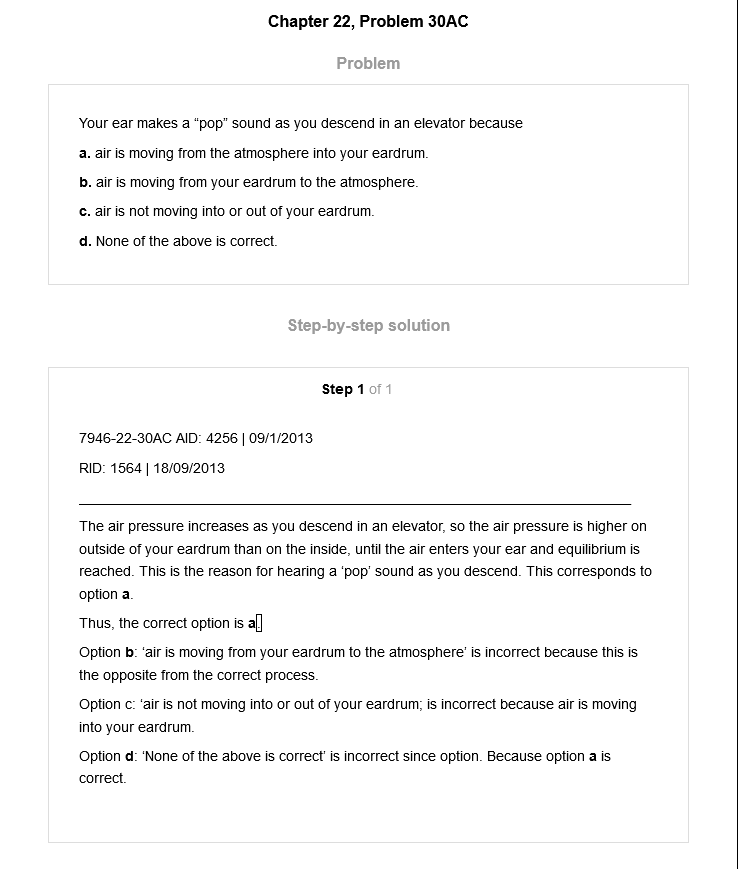 Chapter 22, Problem 30AC
Problem
Your ear makes a “pop” sound as you descend in an elevator because
a. air is moving from the atmosphere into your eardrum.
b. air is moving from your eardrum to the atmosphere.
c. air is not moving into or out of your eardrum.
d. None of the above is correct.
Step-by-step solution
Step 1 of 1
7946-22-30AC AID: 4256 | 09/1/2013
RID: 1564 | 18/09/2013
The air pressure increases as you descend in an elevator, so the air pressure is higher on
outside of your eardrum than on the inside, until the air enters your ear and equilibrium is
reached. This is the reason for hearing a ‘pop’ sound as you descend. This corresponds to
option a.
Thus, the correct option is a.
Option b: ‘air is moving from your eardrum to the atmosphere’ is incorrect because this is
the opposite from the correct process.
Option c: ‘air is not moving into or out of your eardrum; is incorrect because air is moving
into your eardrum.
Option d: ‘None of the above is correct’ is incorrect since option. Because option a is
correct.